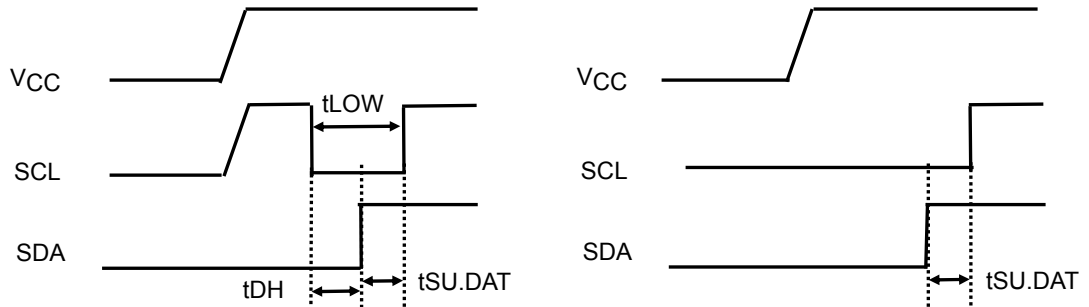 VCC
tLOW
SCL
SDA
tDH
tSU.DAT
VCC
SCL
SDA
tSU.DAT